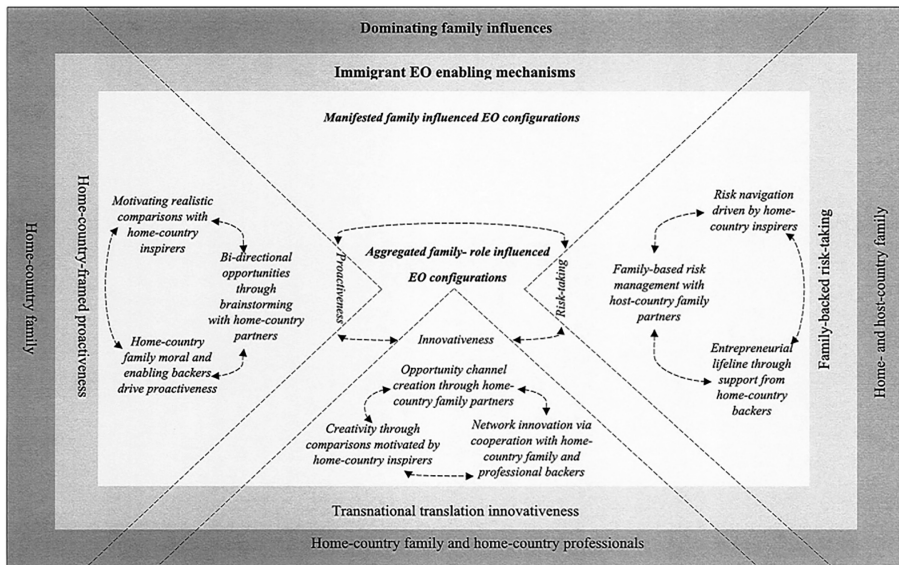 Dominating family influences
Immigrant EO enabling mechanisms
Manifested family influenced EO configurations
Home-country family
Home-country-framed proactiveness
Motivating realistic
comparisons with
home-country
inspirers
Bi-directional
opportunities
through
brainstorming
with home-country
partners
Home-country
family moral and
enabling backers
drive proactiveness
Proactiveness
Aggregated family- role influenced
EO configurations
Risk-taking
Innovativeness
Opportunity channel
creation through home-
country family partners
Creativity through
comparisons motivated by
home-country inspirers
Network innovation via
cooperation with home-
country family and
professional backers
Risk navigation
driven by home-
country inspirers
Family-based risk
management with
host-country family
partners
Entrepreneurial
lifeline through
support from
home-country
backers
Family-backed risk-taking
Home- and host-country family
Transnational translation innovativeness
Home-country family and home-country professionals